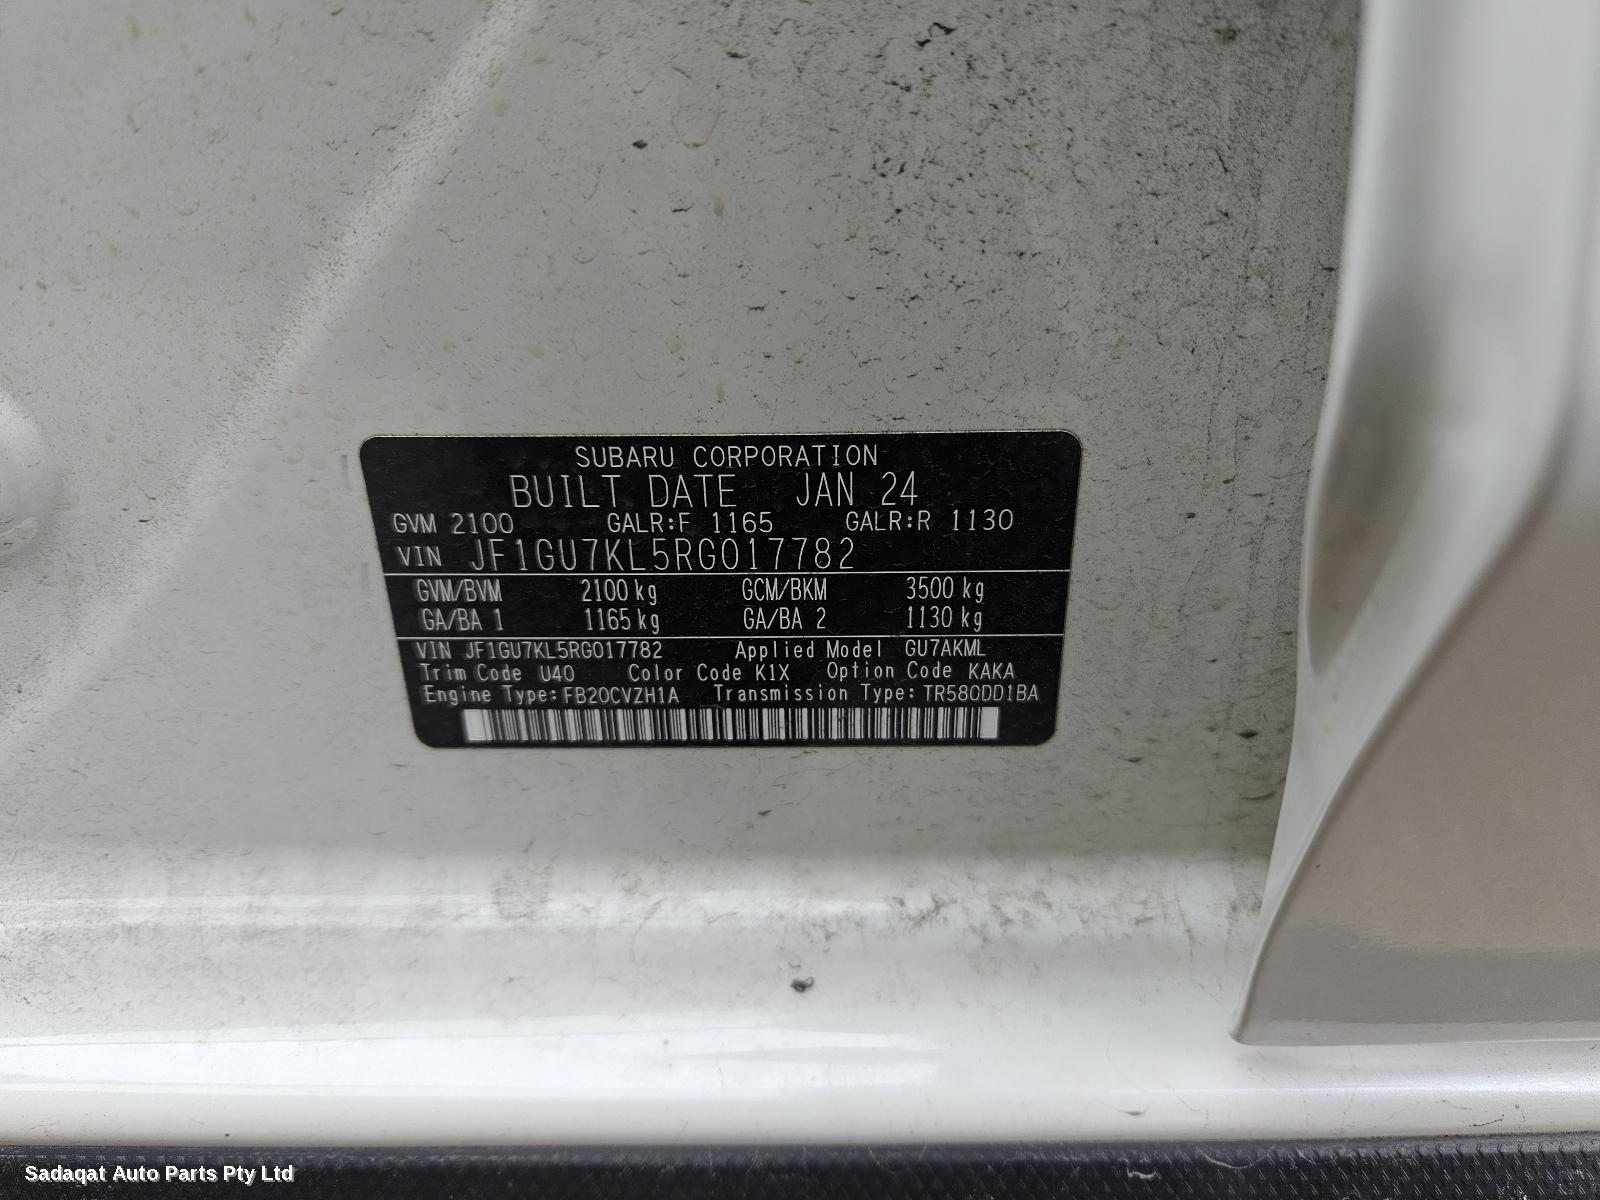 SUBARU CORPORATION
BUILT DATE JAN 24
GVM 2100 GALR:F 1165 GALR:R 1130
VIN JF1GU7KL5RG017782
GVM/BVM 2100 kg GCM/BKM 3500 kg
GA/BA 1 1165 kg GA/BA 2 1130 kg
VIN JF1GU7KL5RG017782 Applied Model GU7AKML
Trim Code U40 Color Code K1X Option Code KAKA
Engine Type: FB20CVZH1A Transmission Type: TR580DD1BA
Sadaqat Auto Parts Pty Ltd